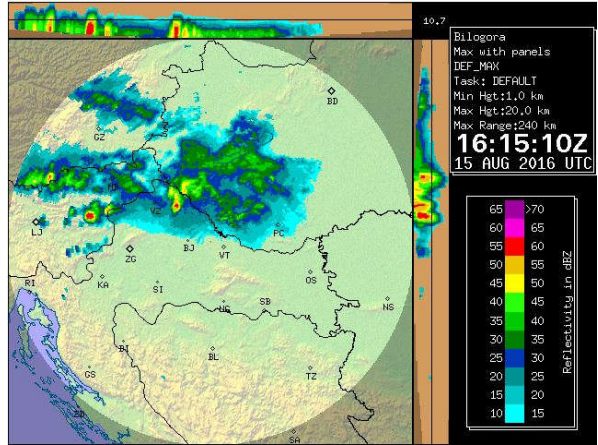 10.7
Bilogora
Max with panels
DEF_MAX
Task: DEFAULT
Min Hgt:1.0 km
Max Hgt:20.0 km
Max Range:240 km
16:15:10Z
15 AUG 2016 UTC
BD
GZ
VZ
LJ
PC
ZG
BJ
VT
RI
KA
SI
OS
NG
SB
NS
BI
BL
GS
TZ
ZD
SA
65 >70
60 65
55 60
50 55
45 50
40 45
35 40
30 35
25 30
20 25
15 20
10 15
Reflectivity in dBZ